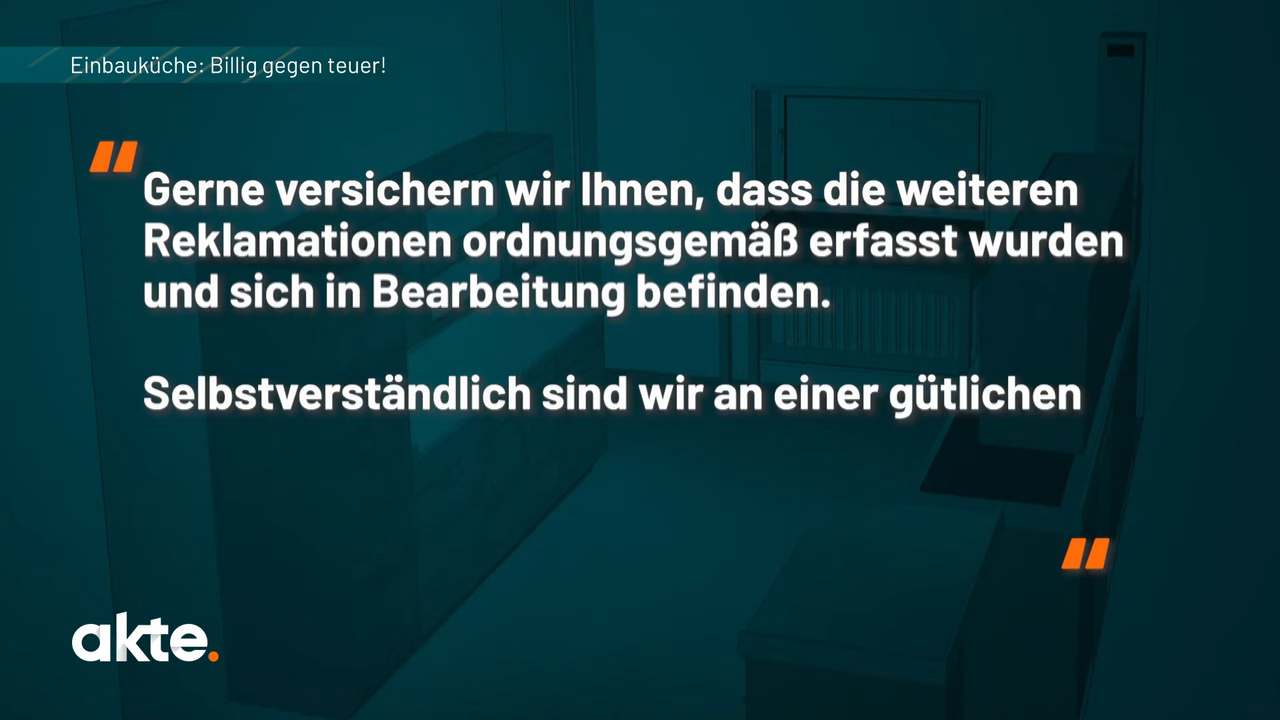 Einbauküche: Billig gegen teuer!
"
Gerne versichern wir Ihnen, dass die weiteren
Reklamationen ordnungsgemäß erfasst wurden
und sich in Bearbeitung befinden.
Selbstverständlich sind wir an einer gütlichen
"
akte.